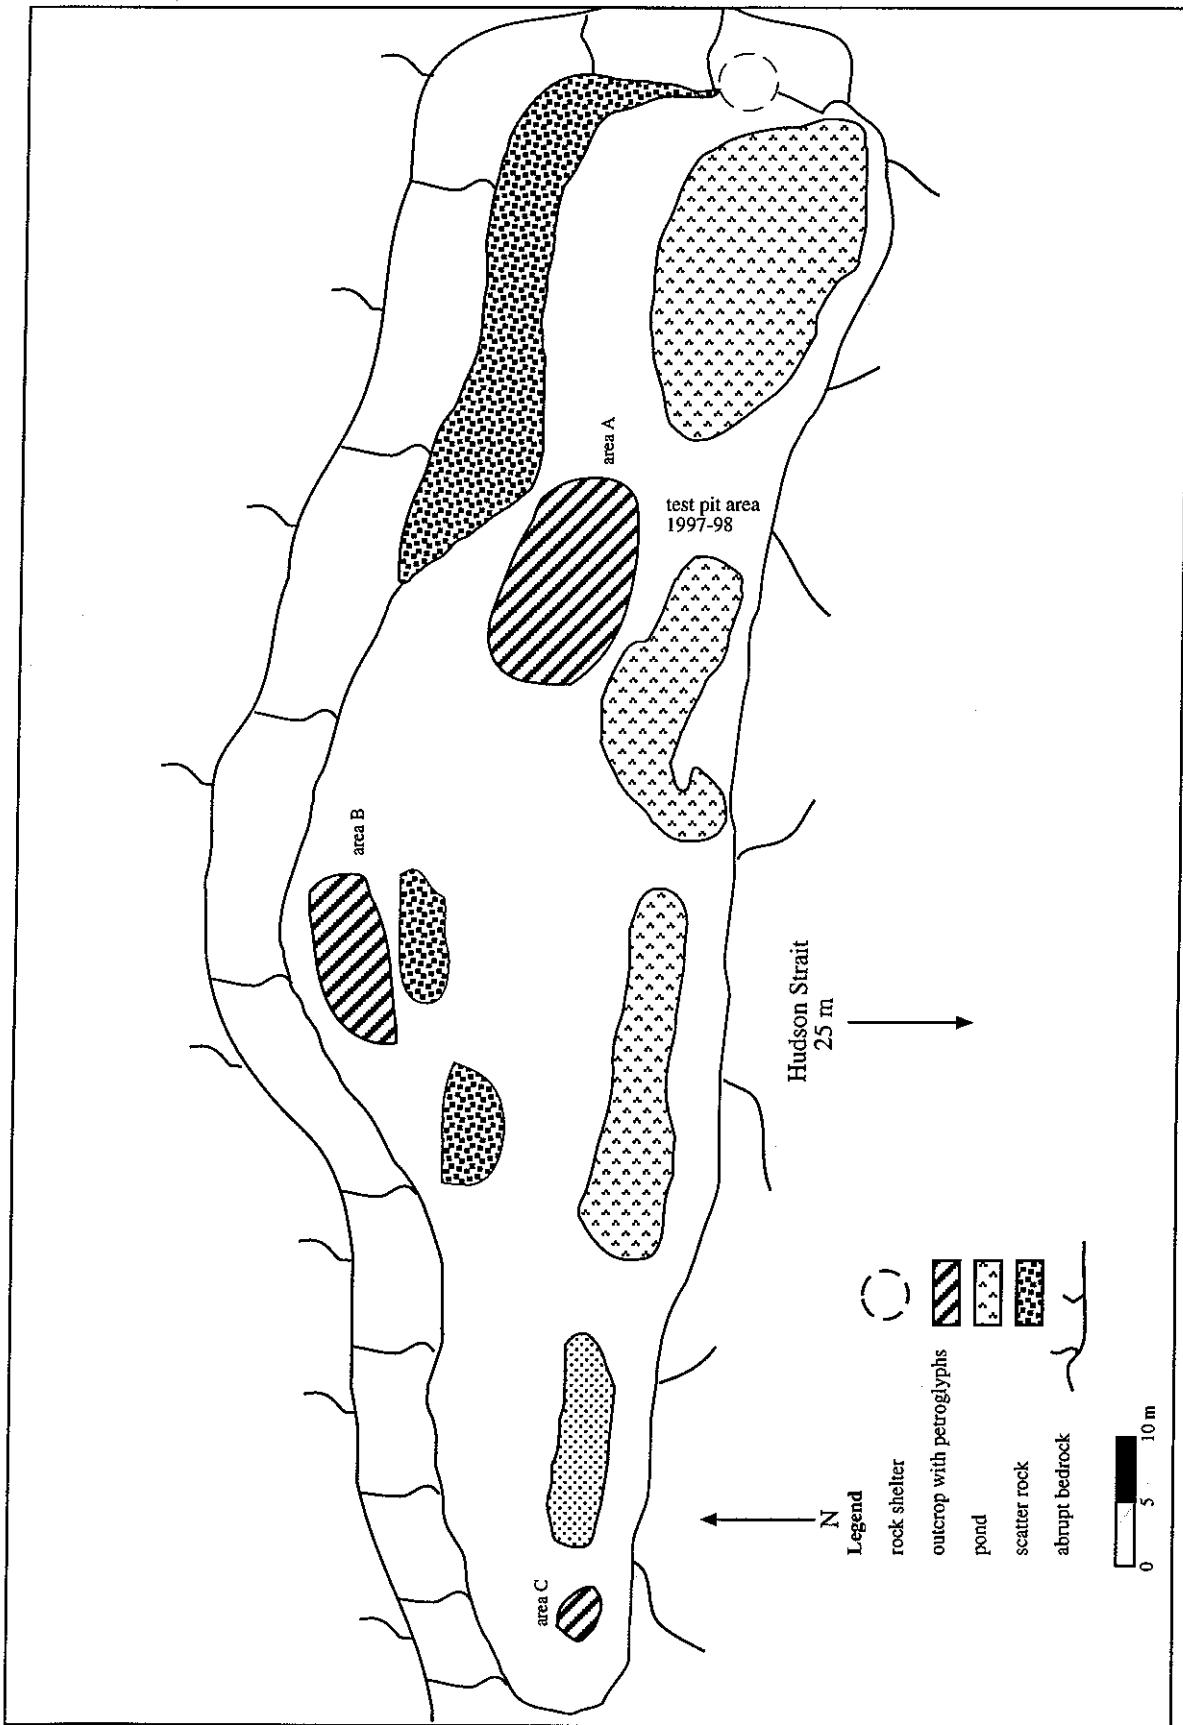 area A
test pit area
1997-98
area B
Hudson Strait
25 m
area C
N
Legend
rock shelter
outcrop with petroglyphs
pond
scatter rock
abrupt bedrock
0 5 10 m